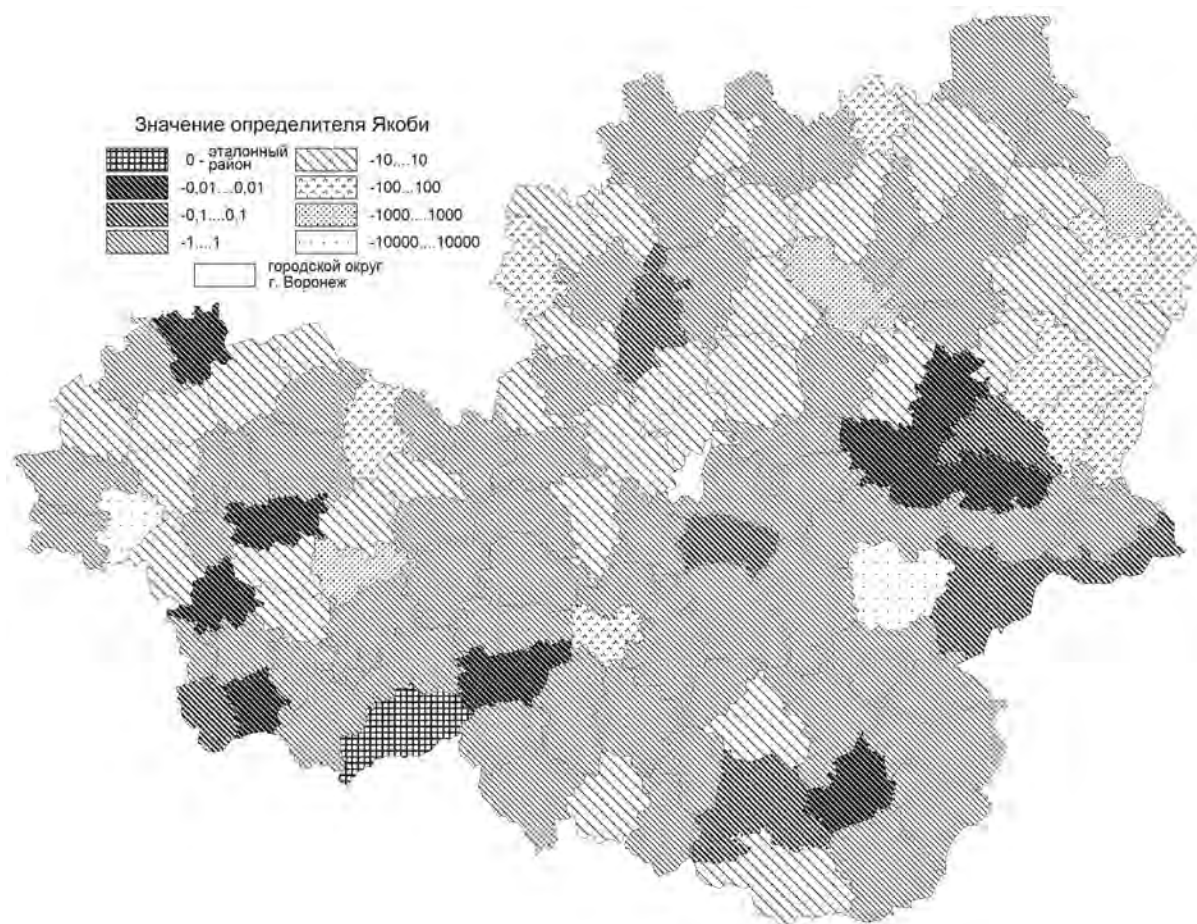 Значение определителя Якоби
0 - эталонный район
-0,01....0,01
-0,1....0,1
-1....1
-10....10
-100...100
-1000....1000
-10000....10000
городской округ
г. Воронеж